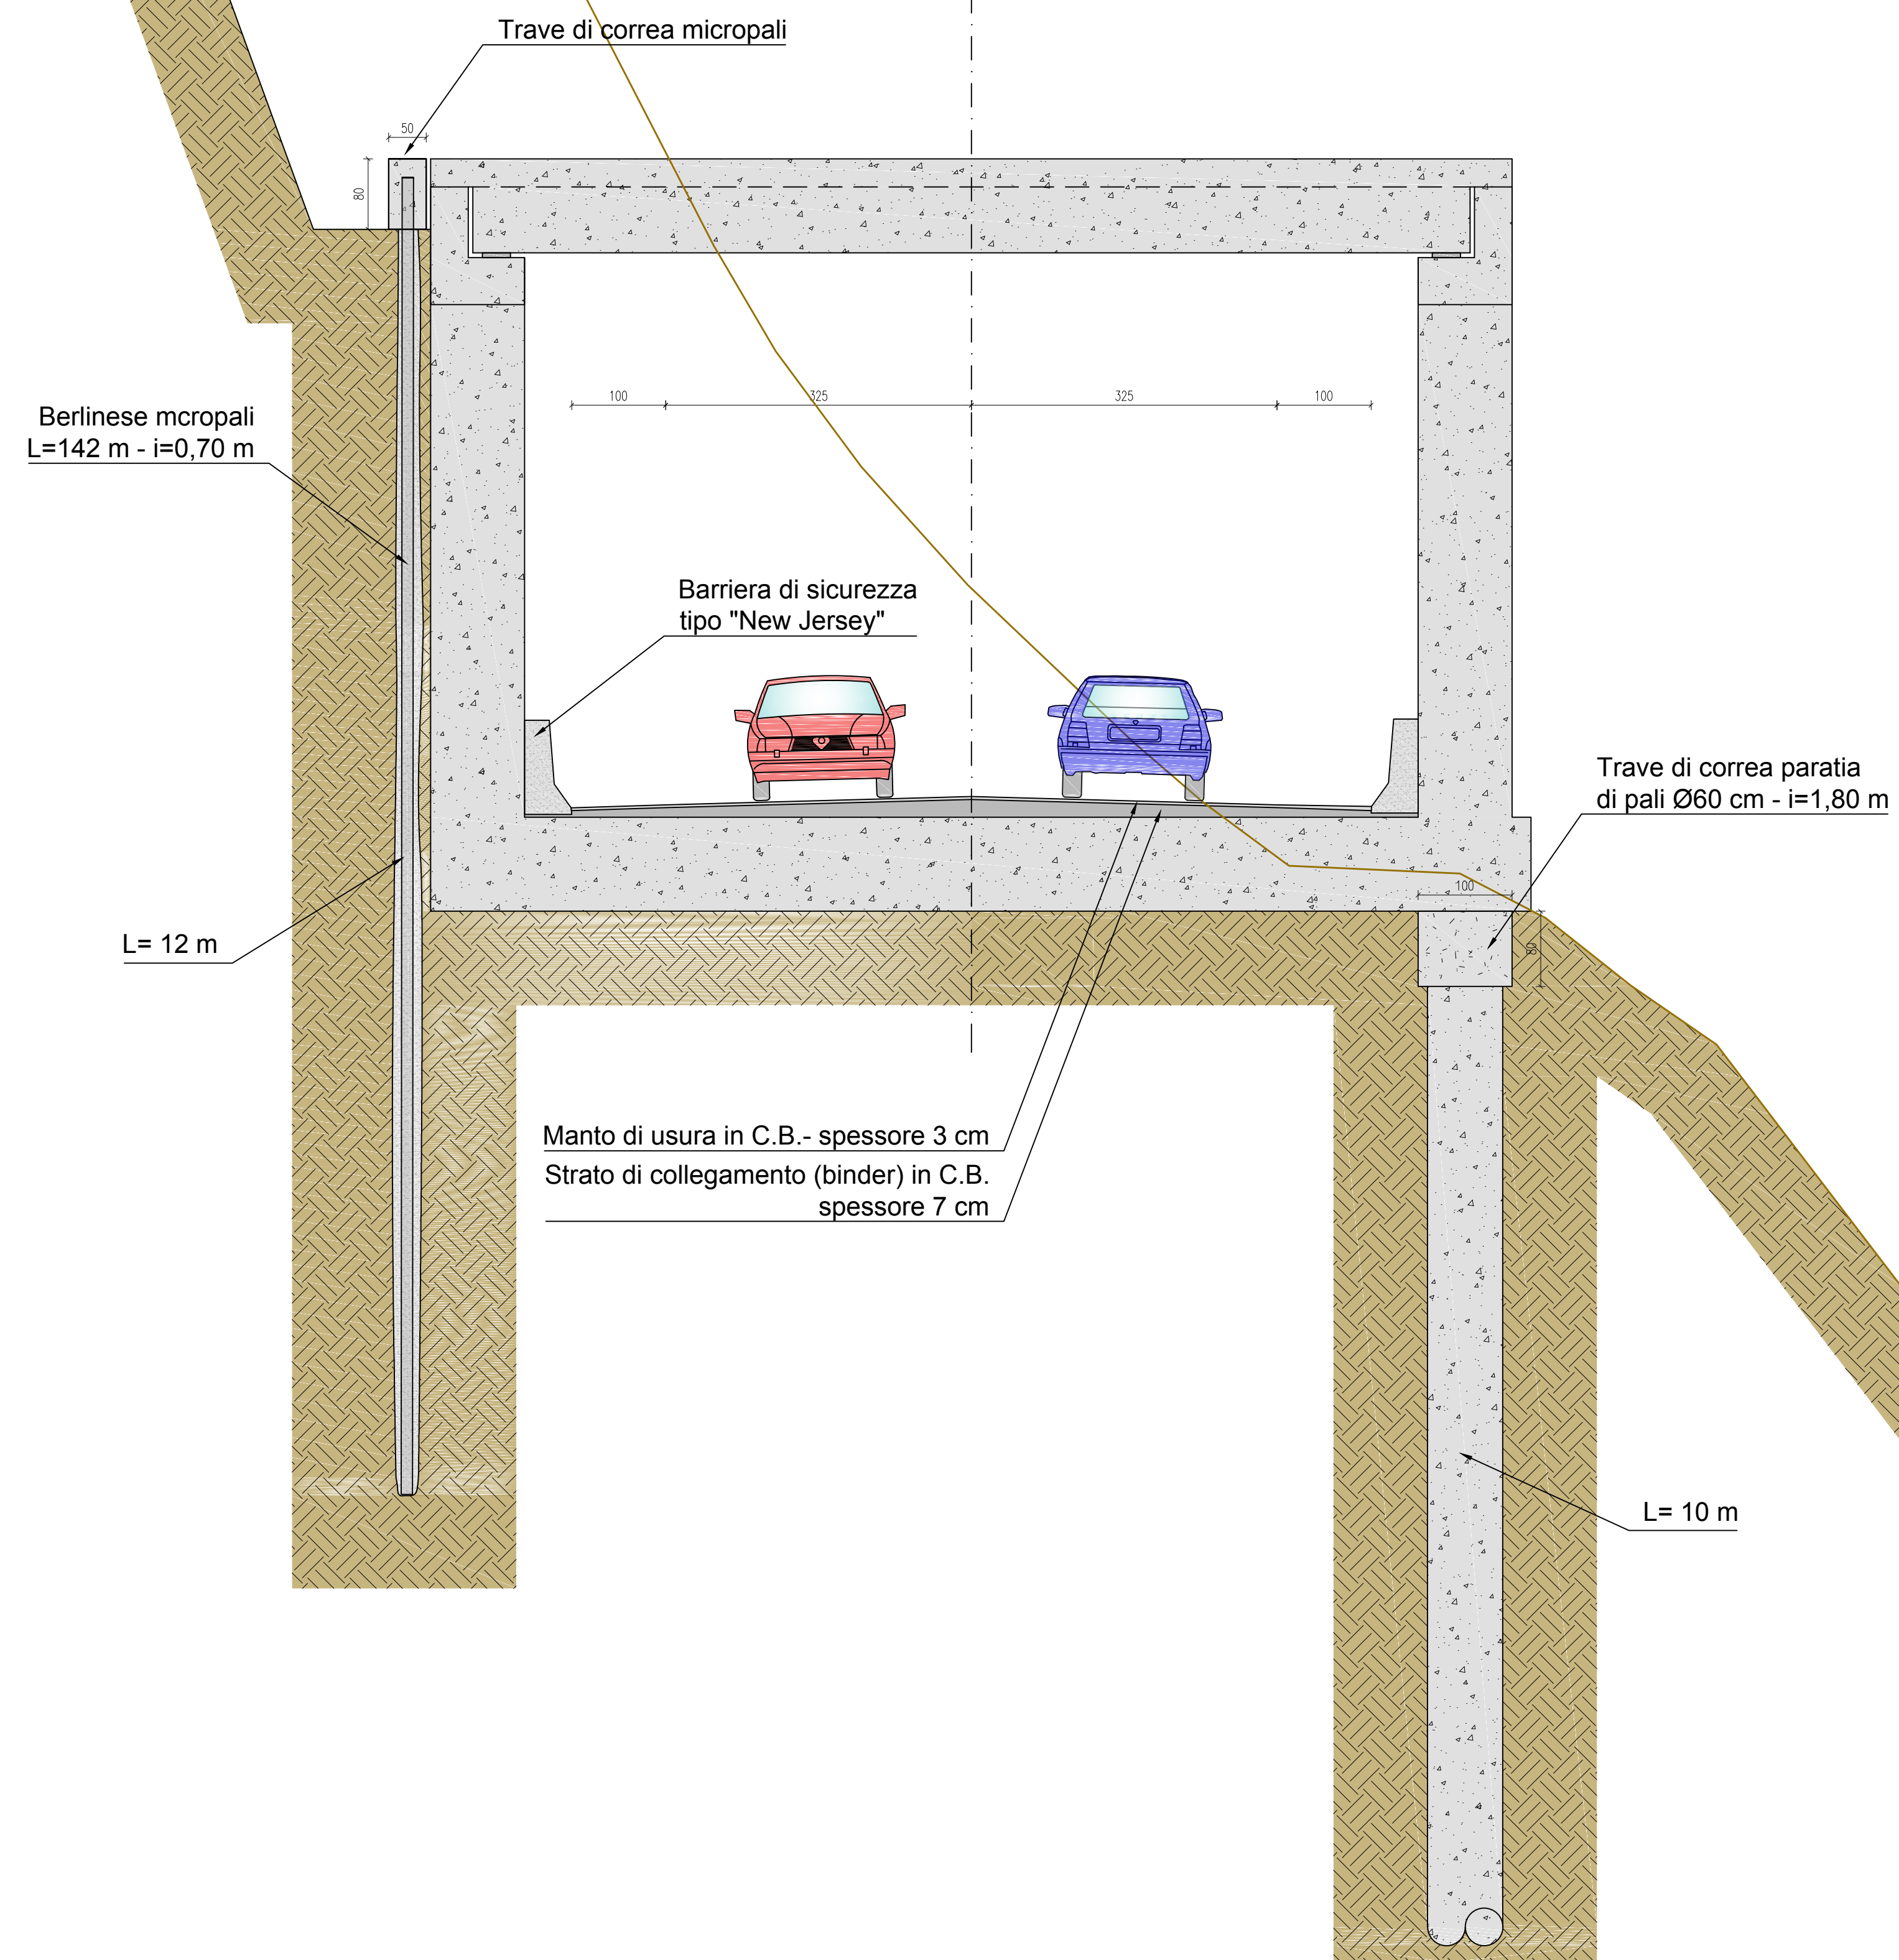 Trave di correa micropali
50
80
100
325
325
100
Berlinese mcropali
L=142 m - i=0,70 m
Barriera di sicurezza
tipo "New Jersey"
Trave di correa paratia
di pali Ø60 cm - i=1,80 m
100
80
L= 12 m
Manto di usura in C.B.- spessore 3 cm
Strato di collegamento (binder) in C.B.
spessore 7 cm
L= 10 m